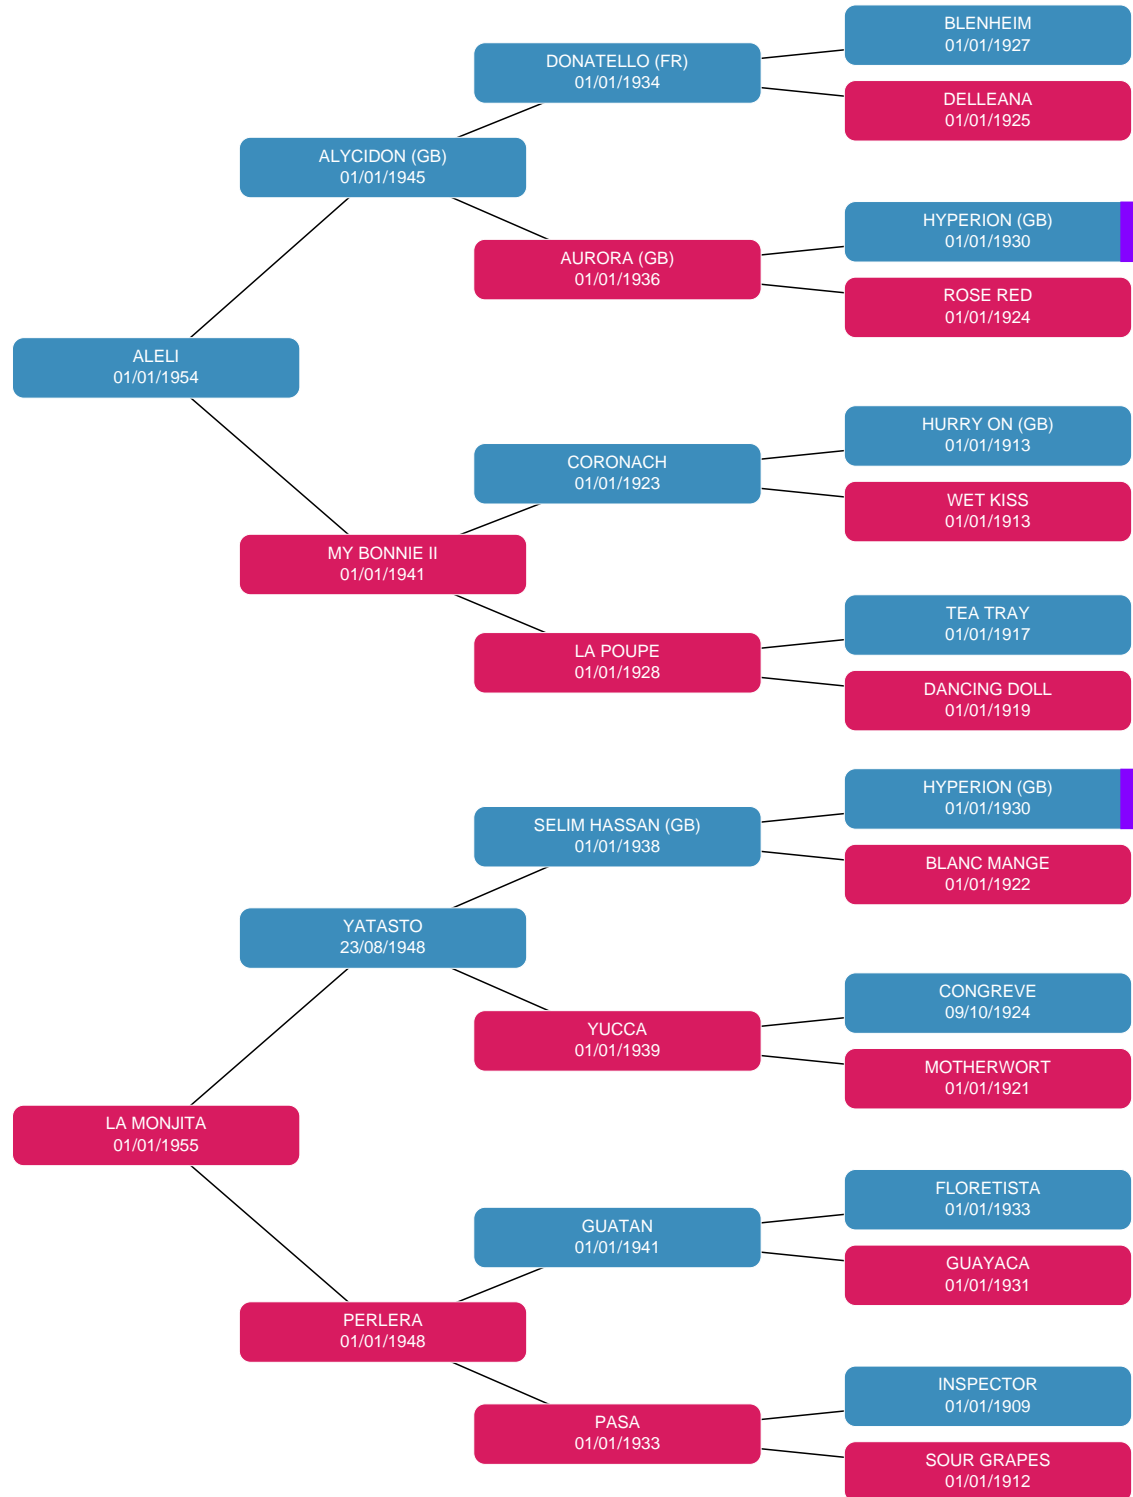 BLENHEIM
01/01/1927
DONATELLO (FR)
01/01/1934
DELLEANA
01/01/1925
ALYCIDON (GB)
01/01/1945
HYPERION (GB)
01/01/1930
AURORA (GB)
01/01/1936
ROSE RED
01/01/1924
ALELI
01/01/1954
HURRY ON (GB)
01/01/1913
CORONACH
01/01/1923
WET KISS
01/01/1913
MY BONNIE II
01/01/1941
TEA TRAY
01/01/1917
LA POUPE
01/01/1928
DANCING DOLL
01/01/1919
HYPERION (GB)
01/01/1930
SELIM HASSAN (GB)
01/01/1938
BLANC MANGE
01/01/1922
YATASTO
23/08/1948
CONGREVE
09/10/1924
YUCCA
01/01/1939
MOTHERWORT
01/01/1921
LA MONJITA
01/01/1955
FLORETISTA
01/01/1933
GUATAN
01/01/1941
GUAYACA
01/01/1931
PERLERA
01/01/1948
INSPECTOR
01/01/1909
PASA
01/01/1933
SOUR GRAPES
01/01/1912